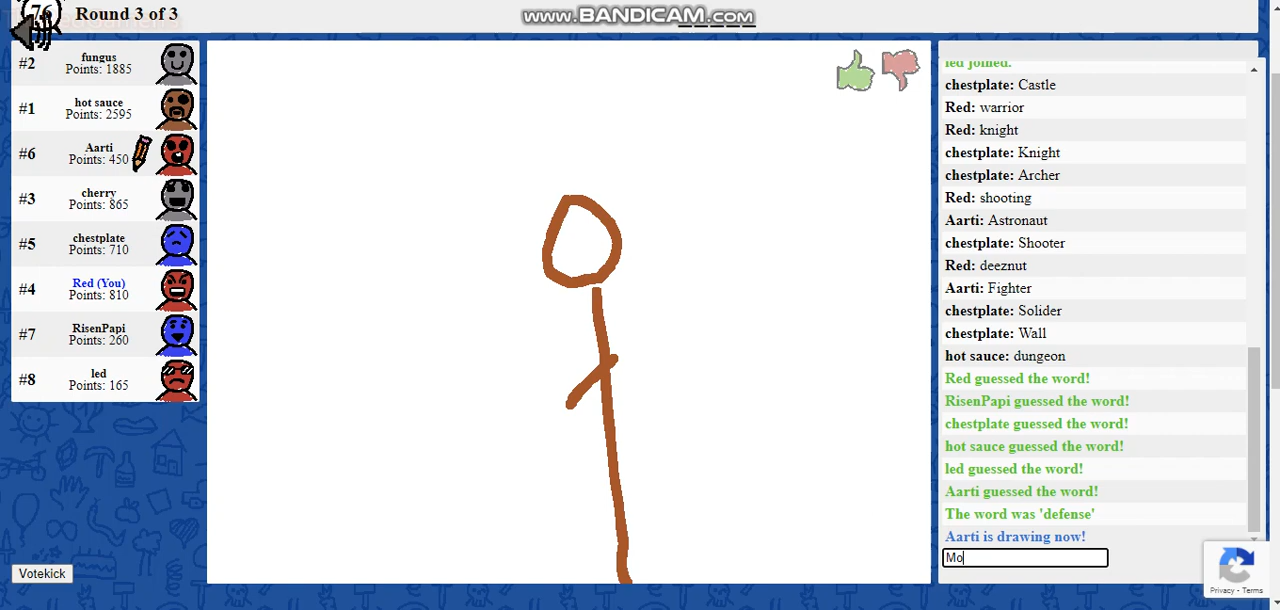 76
Round 3 of 3
www.BANDICAM.com
#2
fungus
Points: 1885
#1
hot sauce
Points: 2595
#6
Aarti
Points: 450
#3
cherry
Points: 865
#5
chestplate
Points: 710
#4
Red (You)
Points: 810
#7
RisenPapi
Points: 260
#8
led
Points: 165
Votekick
led joined.
chestplate: Castle
Red: warrior
Red: knight
chestplate: Knight
chestplate: Archer
Red: shooting
Aarti: Astronaut
chestplate: Shooter
Red: deeznut
Aarti: Fighter
chestplate: Solider
chestplate: Wall
hot sauce: dungeon
Red guessed the word!
RisenPapi guessed the word!
chestplate guessed the word!
hot sauce guessed the word!
led guessed the word!
Aarti guessed the word!
The word was 'defense'
Aarti is drawing now!
Mo
Privacy - Terms